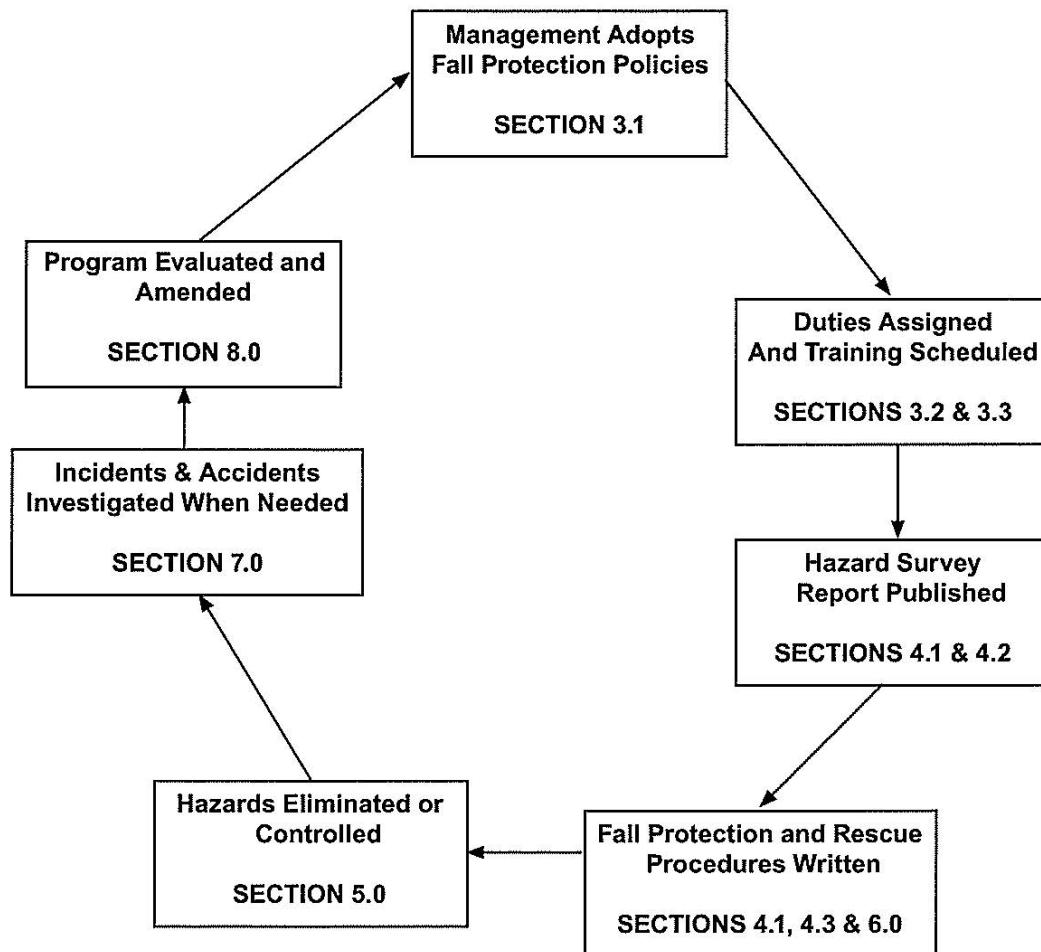 Management Adopts
Fall Protection Policies
SECTION 3.1
Duties Assigned
And Training Scheduled
SECTIONS 3.2 & 3.3
Hazard Survey
Report Published
SECTIONS 4.1 & 4.2
Fall Protection and Rescue
Procedures Written
SECTIONS 4.1, 4.3 & 6.0
Hazards Eliminated or
Controlled
SECTION 5.0
Incidents & Accidents
Investigated When Needed
SECTION 7.0
Program Evaluated and
Amended
SECTION 8.0